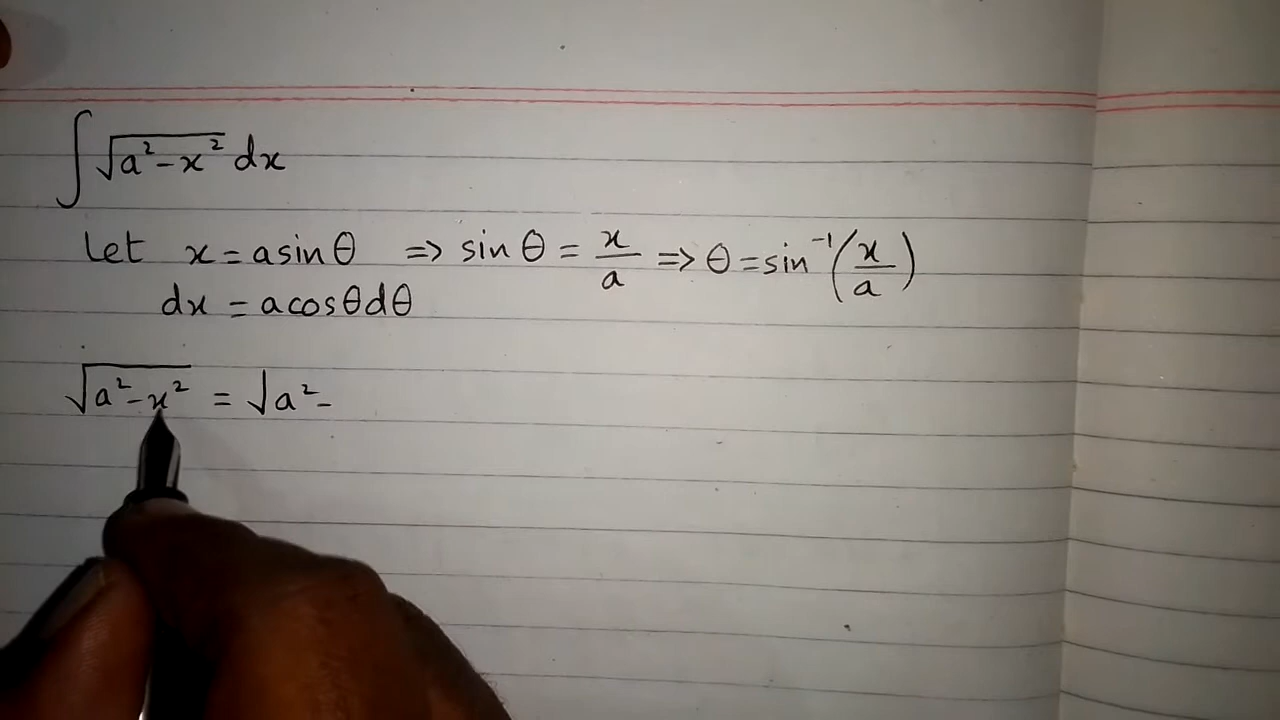 ∫√(a²-x²) dx
Let x = a sin θ ⇒ sin θ = x/a ⇒ θ = sin⁻¹(x/a)
dx = a cos θ dθ
√(a²-x²) = √a² -